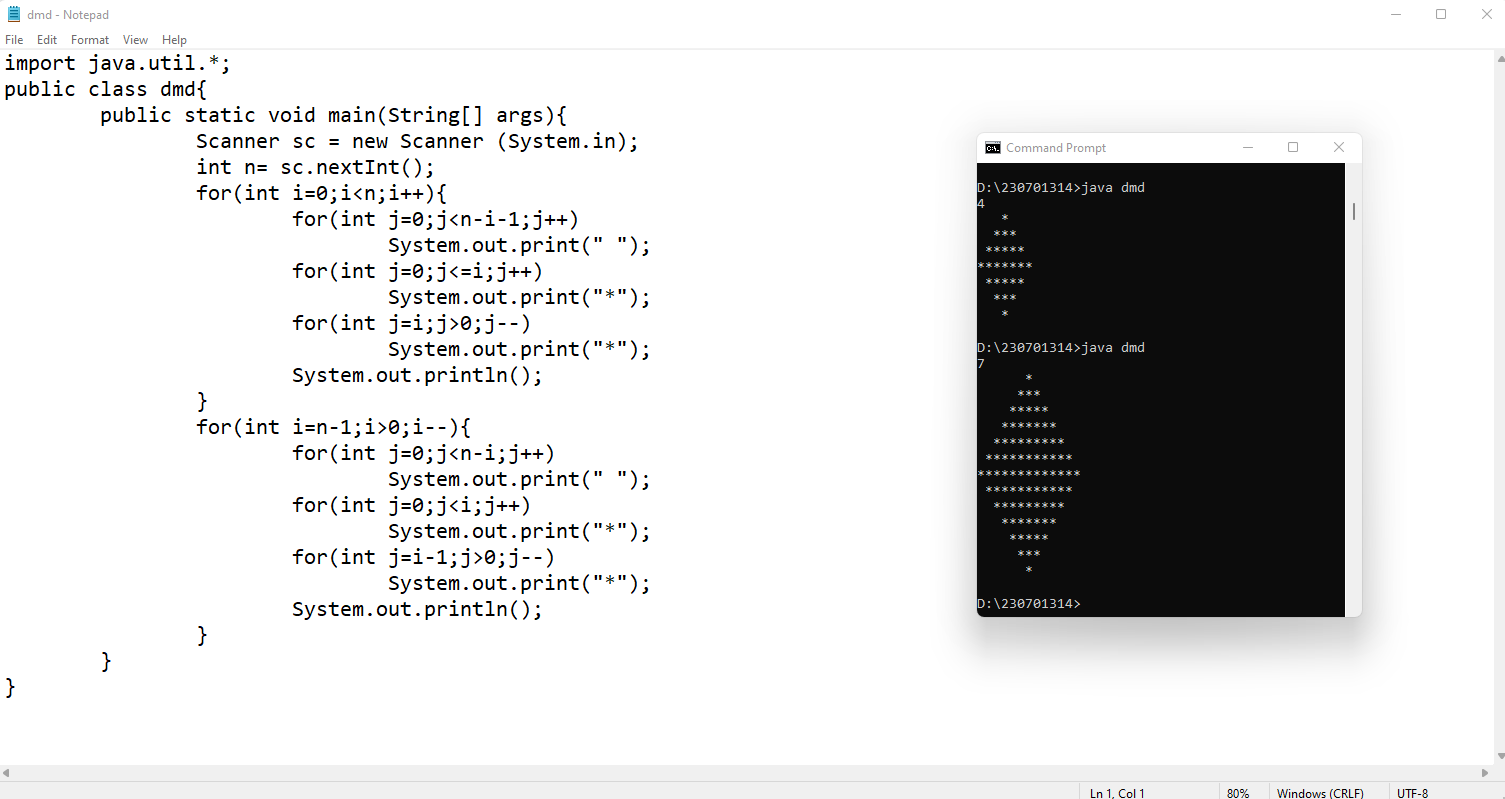 dmd - Notepad
File Edit Format View Help
import java.util.*;
public class dmd{
        public static void main(String[] args){
                Scanner sc = new Scanner (System.in);
                int n= sc.nextInt();
                for(int i=0;i<n;i++){
                        for(int j=0;j<n-i-1;j++)
                                System.out.print(" ");
                        for(int j=0;j<=i;j++)
                                System.out.print("*");
                        for(int j=i;j>0;j--)
                                System.out.print("*");
                        System.out.println();
                }
                for(int i=n-1;i>0;i--){
                        for(int j=0;j<n-i;j++)
                                System.out.print(" ");
                        for(int j=0;j<i;j++)
                                System.out.print("*");
                        for(int j=i-1;j>0;j--)
                                System.out.print("*");
                        System.out.println();
                }
        }
}
Command Prompt
D:\230701314>java dmd
4
   *
  ***
 *****
*******
 *****
  ***
   *
D:\230701314>java dmd
7
      *
     ***
    *****
   *******
  *********
 ***********
*************
 ***********
  *********
   *******
    *****
     ***
      *
D:\230701314>
Ln 1, Col 1 80% Windows (CRLF) UTF-8